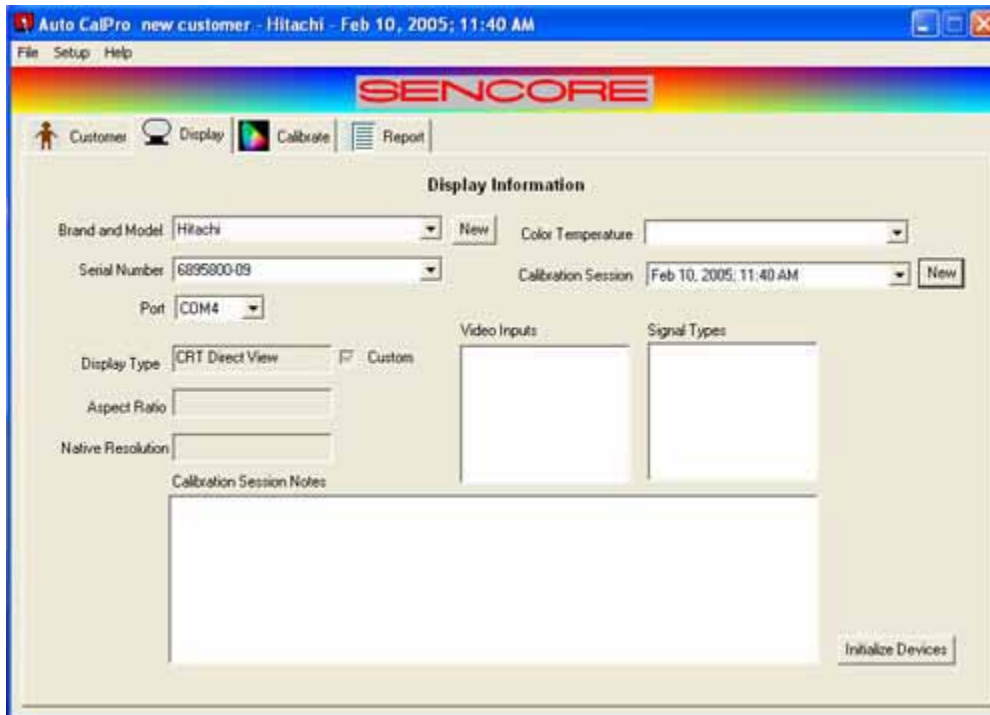 Auto CalPro new customer - Hitachi - Feb 10, 2005; 11:40 AM
File Setup Help
SENCORE
Customer Display Calibrate Report
Display Information
Brand and Model Hitachi New Color Temperature
Serial Number 6895800-09 Calibration Session Feb 10, 2005; 11:40 AM New
Port COM4
Video Inputs Signal Types
Display Type CRT Direct View Custom
Aspect Ratio
Native Resolution
Calibration Session Notes
Initialize Devices